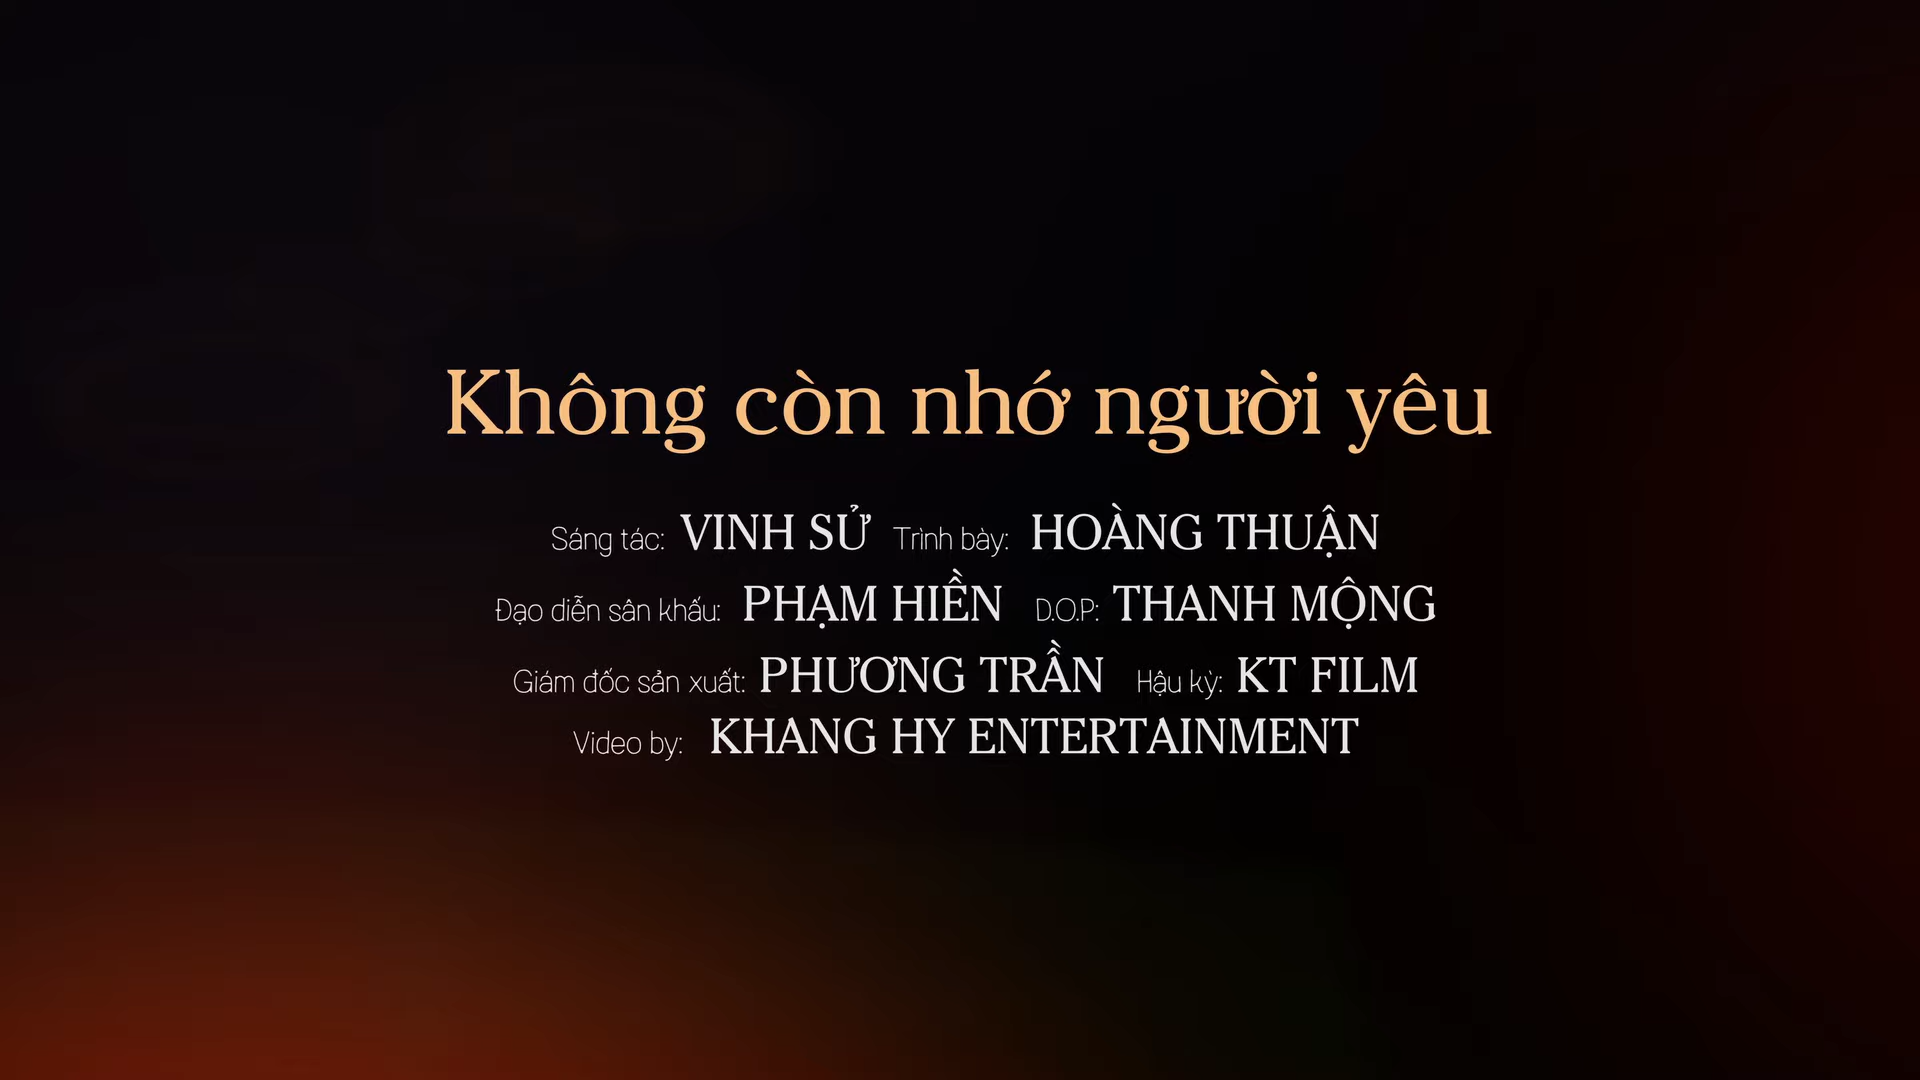 Không còn nhớ người yêu
Sáng tác: VINH SỬ Trình bày: HOÀNG THUẬN
Đạo diễn sân khấu: PHẠM HIỀN D.O.P: THANH MỘNG
Giám đốc sản xuất: PHƯƠNG TRẦN Hậu kỳ: KT FILM
Video by: KHANG HY ENTERTAINMENT